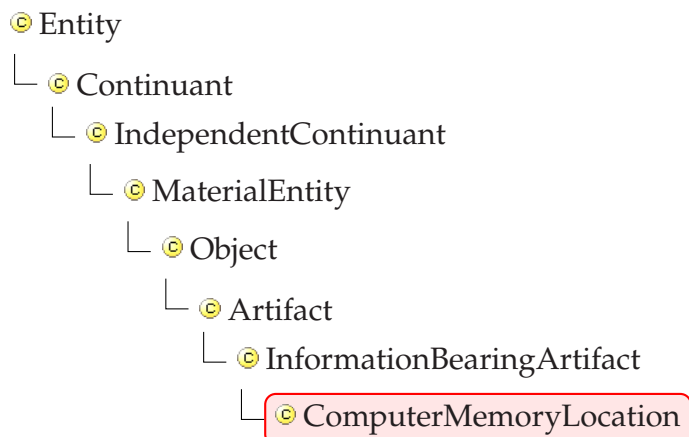 Entity
Continuant
IndependentContinuant
MaterialEntity
Object
Artifact
InformationBearingArtifact
ComputerMemoryLocation